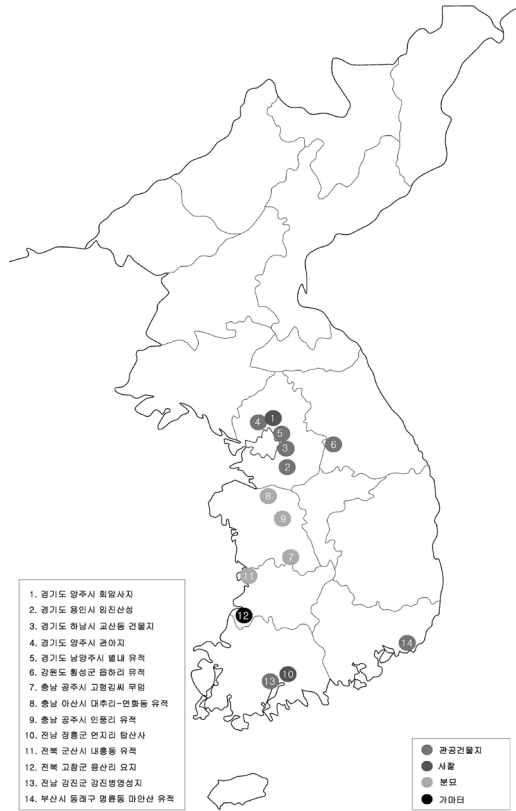 1
4
5
3
6
2
8
9
7
11
12
14
10
13
1. 경기도 양주시 회암사지
2. 경기도 용인시 임진산성
3. 경기도 하남시 교산동 건물지
4. 경기도 양주시 관아지
5. 경기도 남양주시 별내 유적
6. 강원도 횡성군 읍하리 유적
7. 충남 공주시 고령김씨 무덤
8. 충남 아산시 대추리-연화동 유적
9. 충남 공주시 인풍리 유적
10. 전남 장흥군 연지리 탑산사
11. 전북 군산시 내흥동 유적
12. 전북 고창군 용산리 요지
13. 전남 강진군 강진병영성지
14. 부산시 동래구 명륜동 마안산 유적
관공건물지
사찰
분묘
가마터